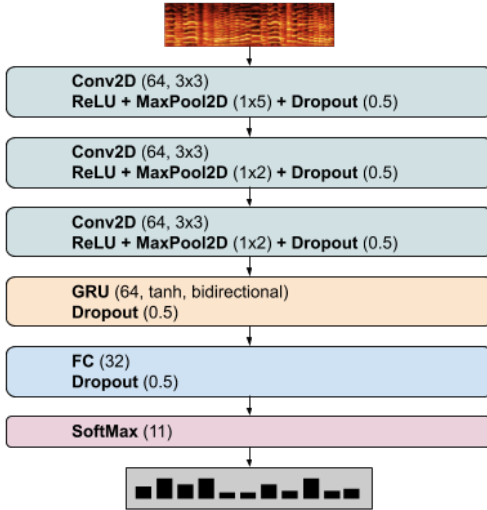 Conv2D (64, 3x3)
ReLU + MaxPool2D (1x5) + Dropout (0.5)
Conv2D (64, 3x3)
ReLU + MaxPool2D (1x2) + Dropout (0.5)
Conv2D (64, 3x3)
ReLU + MaxPool2D (1x2) + Dropout (0.5)
GRU (64, tanh, bidirectional)
Dropout (0.5)
FC (32)
Dropout (0.5)
SoftMax (11)